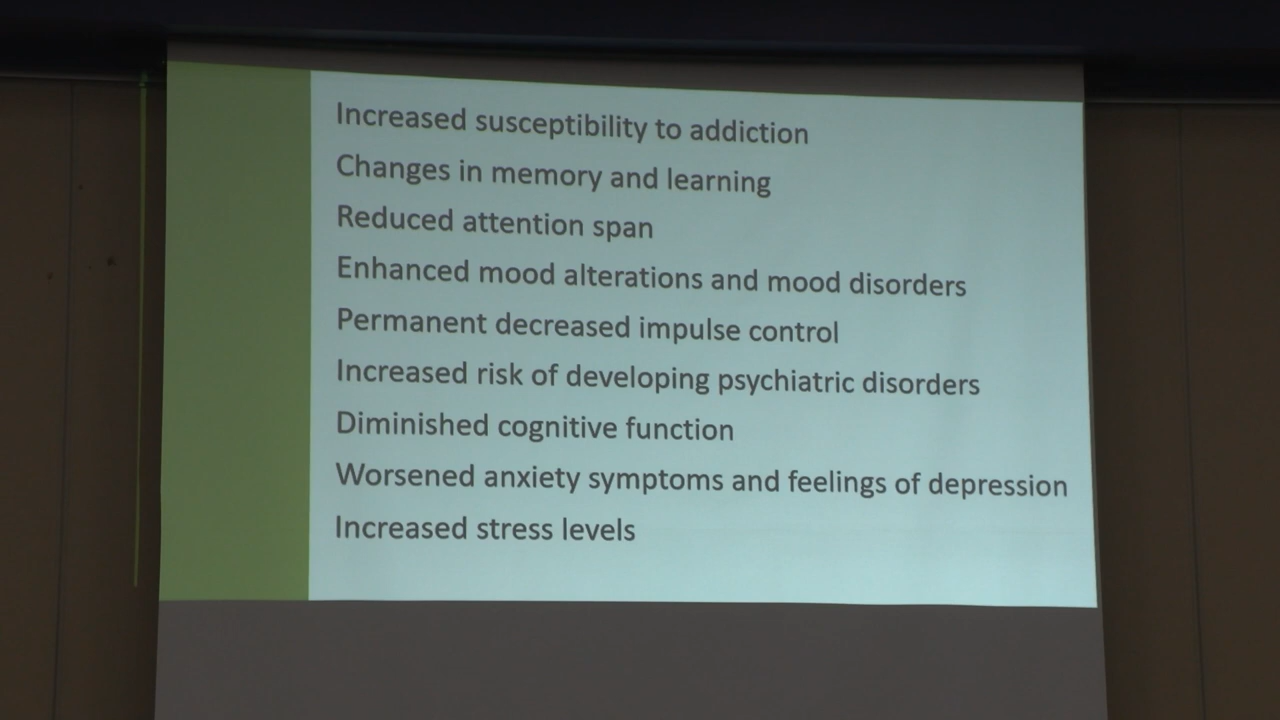 Increased susceptibility to addiction
Changes in memory and learning
Reduced attention span
Enhanced mood alterations and mood disorders
Permanent decreased impulse control
Increased risk of developing psychiatric disorders
Diminished cognitive function
Worsened anxiety symptoms and feelings of depression
Increased stress levels